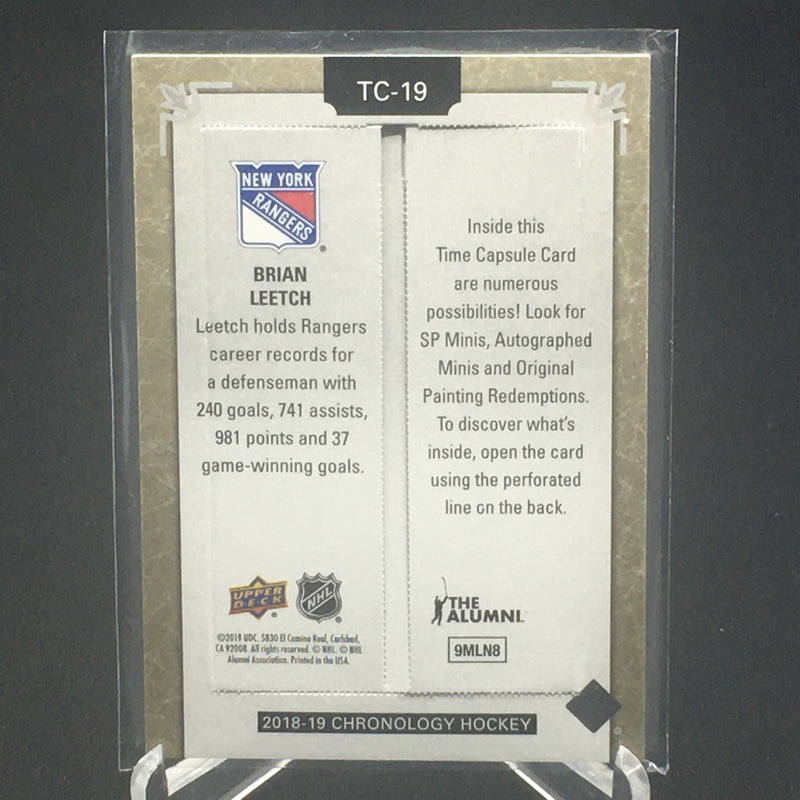 TC-19
NEW YORK
RANGERS
BRIAN
LEETCH
Leetch holds Rangers
career records for
a defenseman with
240 goals, 741 assists,
981 points and 37
game-winning goals.
UPPER
DECK
NHL
©2019 UDC. 5830 El Camino Real, Carlsbad,
CA 92008. All rights reserved. © NHL. © NHL
Alumni Association. Printed in the USA.
Inside this
Time Capsule Card
are numerous
possibilities! Look for
SP Minis, Autographed
Minis and Original
Painting Redemptions.
To discover what's
inside, open the card
using the perforated
line on the back.
THE
ALUMNI
9MLN8
2018-19 CHRONOLOGY HOCKEY